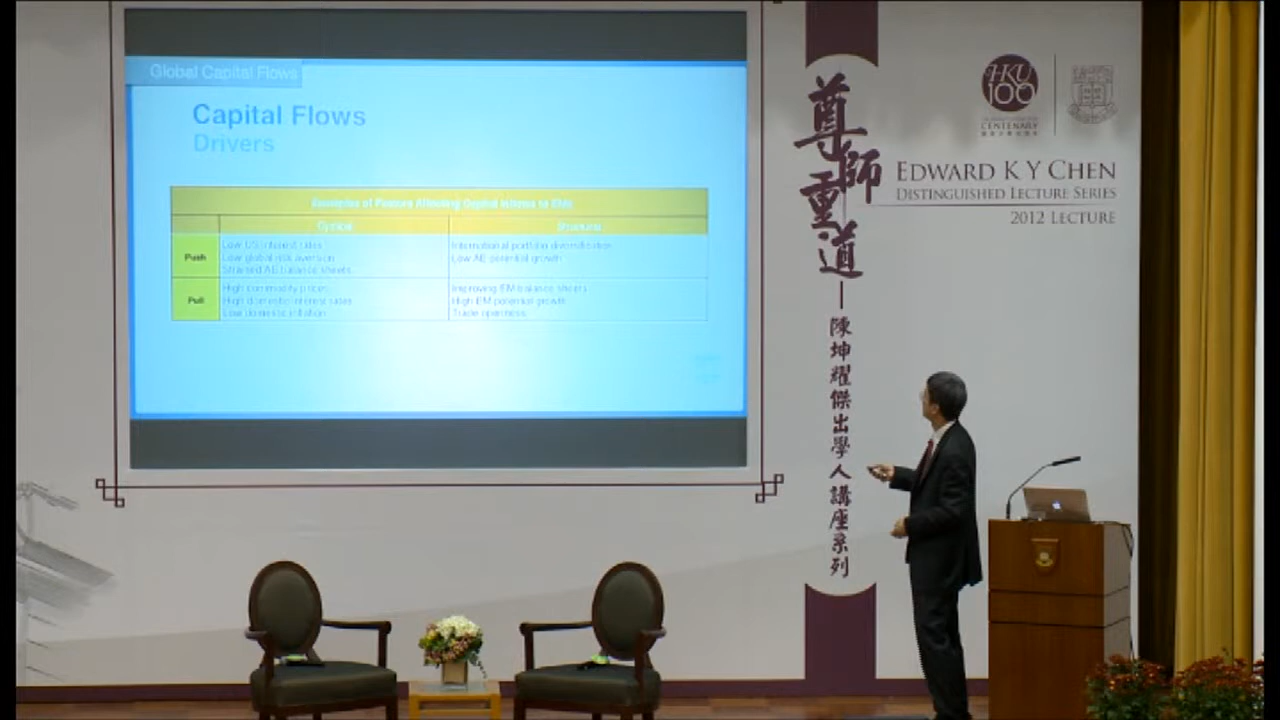 Global Capital Flows
Capital Flows
Drivers
Examples of Factors Affecting Capital Inflows to EMs
Cyclical
Structural
Push
Low US interest rates
Low global risk aversion
Strained AE balance sheets
International portfolio diversification
Low AE potential growth
Pull
High commodity prices
High domestic interest rates
Low domestic inflation
Improving EM balance sheets
High EM potential growth
Trade openness
尊師重道
陳坤耀傑出學人講座系列
HKU
100
CENTENARY
EDWARD K Y CHEN
DISTINGUISHED LECTURE SERIES
2012 LECTURE